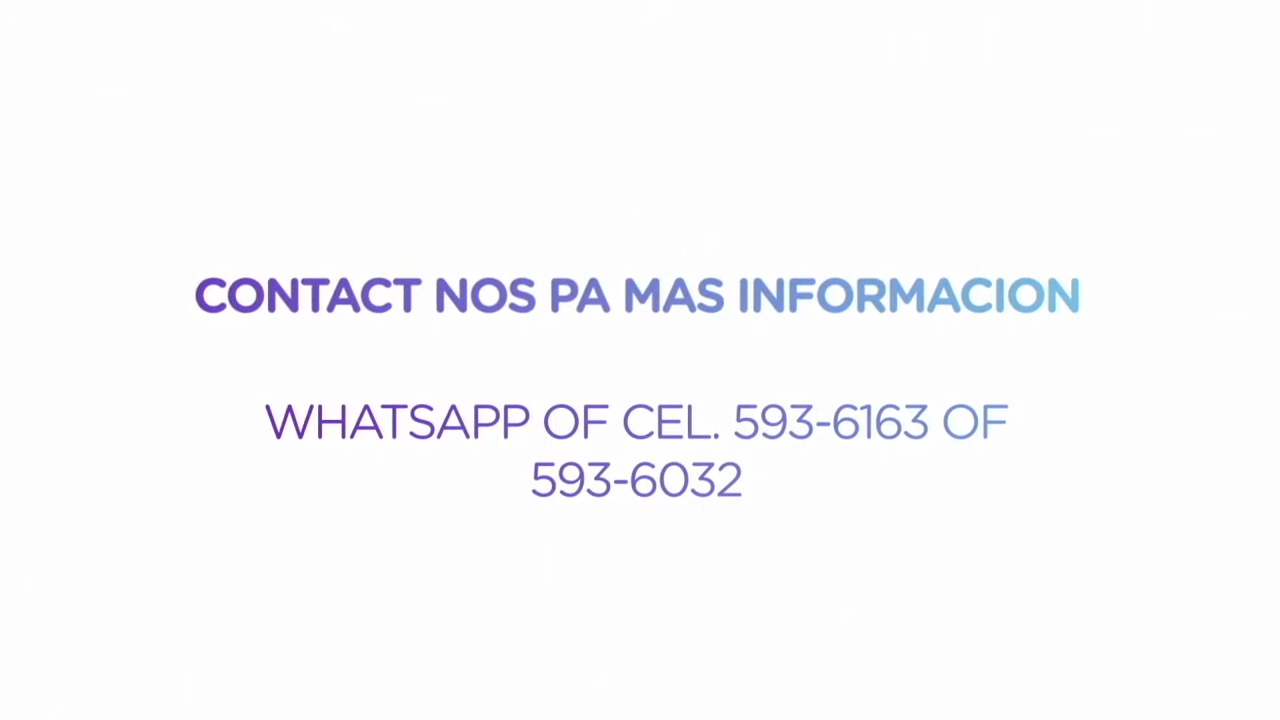 CONTACT NOS PA MAS INFORMACION
WHATSAPP OF CEL. 593-6163 OF
593-6032